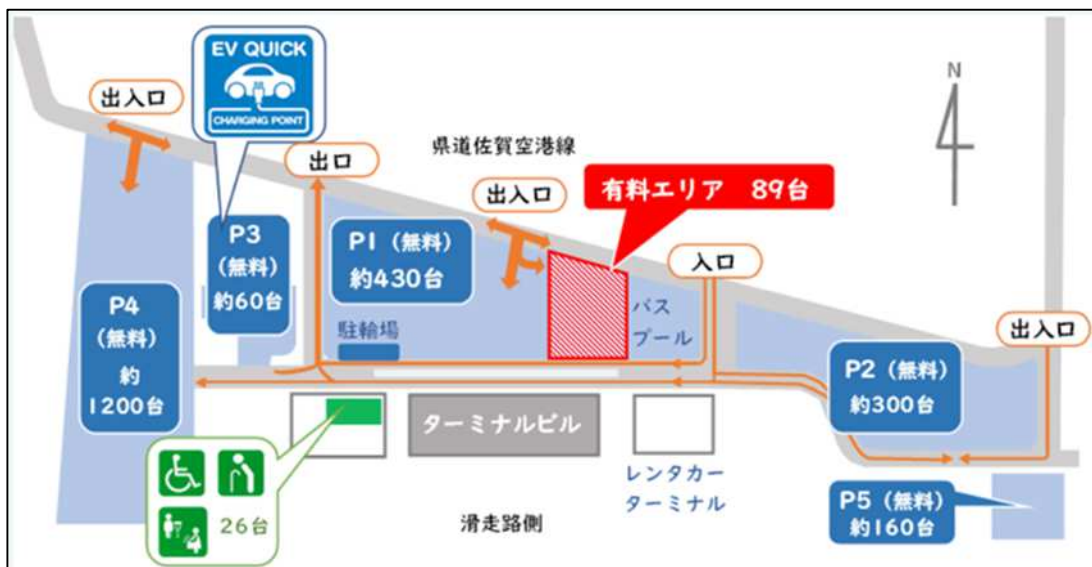 EV QUICK
CHARGING POINT
出入口
出口
県道佐賀空港線
N
出入口
有料エリア 89台
P3
(無料)
約60台
P1(無料)
約430台
入口
P4
(無料)
約
1200台
駐輪場
バス
プール
出入口
P2(無料)
約300台
ターミナルビル
レンタカー
ターミナル
26台
滑走路側
P5(無料)
約160台